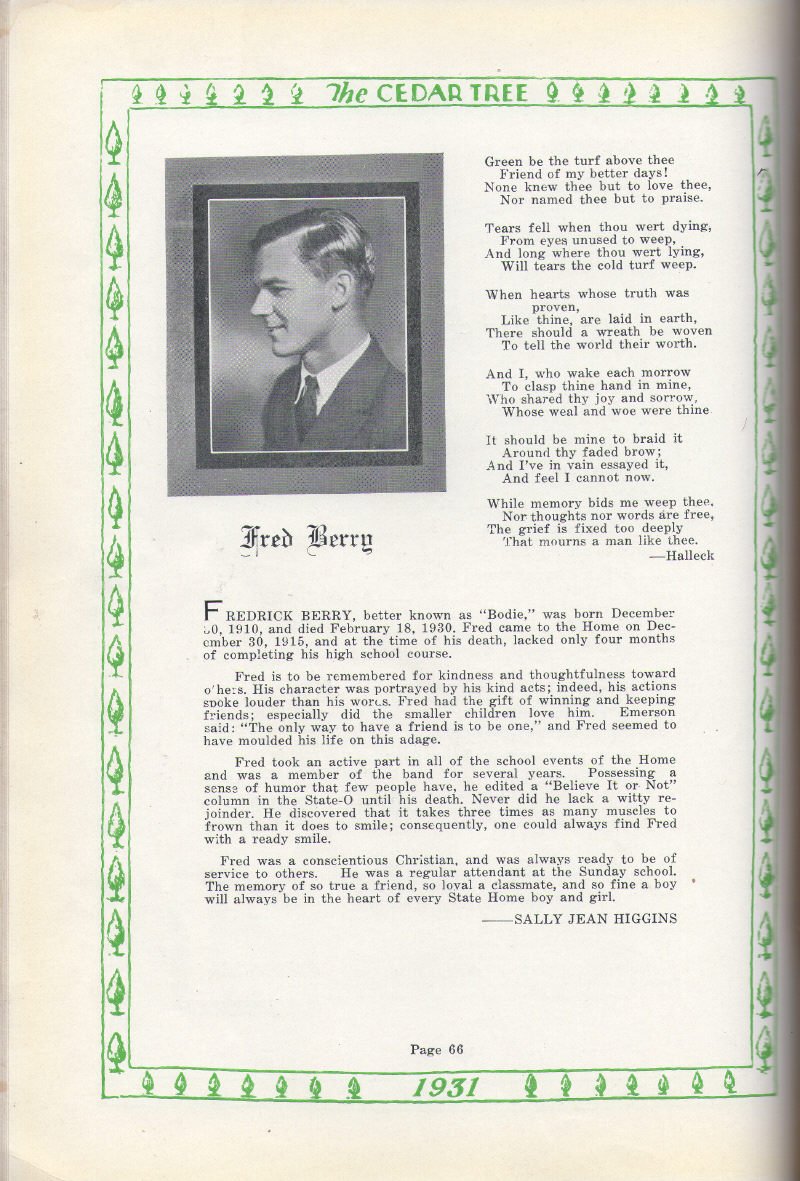 The CEDAR TREE
Green be the turf above thee
Friend of my better days!
None knew thee but to love thee,
Nor named thee but to praise.
Tears fell when thou wert dying,
From eyes unused to weep,
And long where thou wert lying,
Will tears the cold turf weep.
When hearts whose truth was
proven,
Like thine, are laid in earth,
There should a wreath be woven
To tell the world their worth.
And I, who wake each morrow
To clasp thine hand in mine,
Who shared thy joy and sorrow,
Whose weal and woe were thine
It should be mine to braid it
Around thy faded brow;
And I've in vain essayed it,
And feel I cannot now.
While memory bids me weep thee,
Nor thoughts nor words are free,
The grief is fixed too deeply
That mourns a man like thee.
—Halleck
Fred Berry
FREDRICK BERRY, better known as "Bodie," was born December
30, 1910, and died February 18, 1930. Fred came to the Home on Dec-
ember 30, 1915, and at the time of his death, lacked only four months
of completing his high school course.
Fred is to be remembered for kindness and thoughtfulness toward
others. His character was portrayed by his kind acts; indeed, his actions
spoke louder than his words. Fred had the gift of winning and keeping
friends; especially did the smaller children love him. Emerson
said: "The only way to have a friend is to be one," and Fred seemed to
have moulded his life on this adage.
Fred took an active part in all of the school events of the Home
and was a member of the band for several years. Possessing a
sense of humor that few people have, he edited a "Believe It or Not"
column in the State-O until his death. Never did he lack a witty re-
joinder. He discovered that it takes three times as many muscles to
frown than it does to smile; consequently, one could always find Fred
with a ready smile.
Fred was a conscientious Christian, and was always ready to be of
service to others. He was a regular attendant at the Sunday school.
The memory of so true a friend, so loyal a classmate, and so fine a boy
will always be in the heart of every State Home boy and girl.
——SALLY JEAN HIGGINS
Page 66
1931